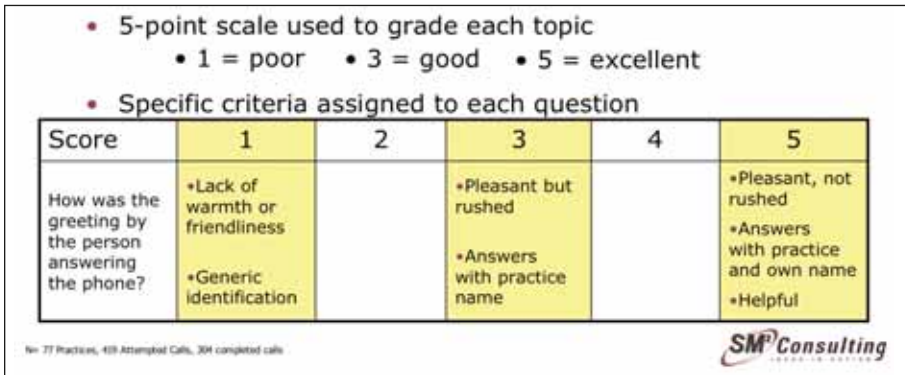 • 5-point scale used to grade each topic
• 1 = poor • 3 = good • 5 = excellent
• Specific criteria assigned to each question
Score 1 2 3 4 5
How was the
greeting by
the person
answering
the phone?
•Lack of
warmth or
friendliness
•Generic
identification
•Pleasant but
rushed
•Answers
with practice
name
•Pleasant, not
rushed
•Answers
with practice
and own name
•Helpful
N= 77 Practices, Attempted Calls, 304 completed calls
SM² Consulting